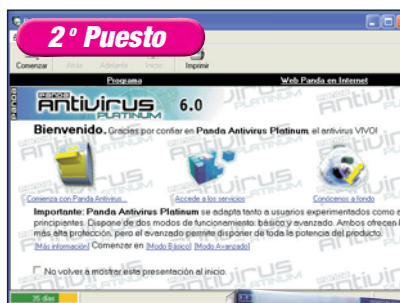 2º Puesto
Comenzar Atrás Adelante Inicio Imprimir
Programa Web Panda en Internet
panda
Antivirus 6.0
PLATINUM
Bienvenido. Gracias por confiar en Panda Antivirus Platinum, el antivirus VIVO!
Comienza con Panda Antivirus... Accede a los servicios Conócenos a fondo
Importante: Panda Antivirus Platinum se adapta tanto a usuarios experimentados como
principiantes. Dispone de dos modos de funcionamiento: básico y avanzado. Ambos ofrecen
más alta protección, pero el avanzado permite disponer de toda la potencia del producto.
[Más información] Comenzar en [Modo Básico] [Modo Avanzado]
No volver a mostrar esta presentación al inicio.
35 días